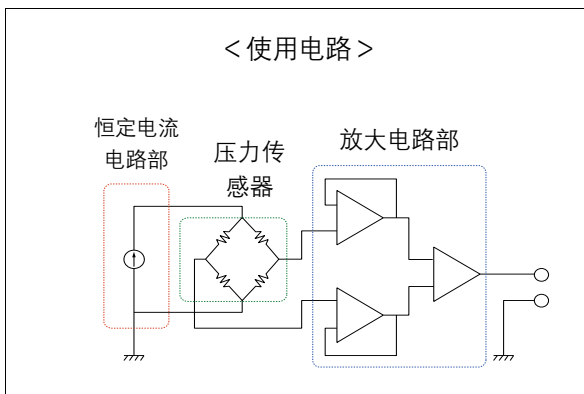 ＜使用电路＞
恒定电流
电路部
压力传
感器
放大电路部